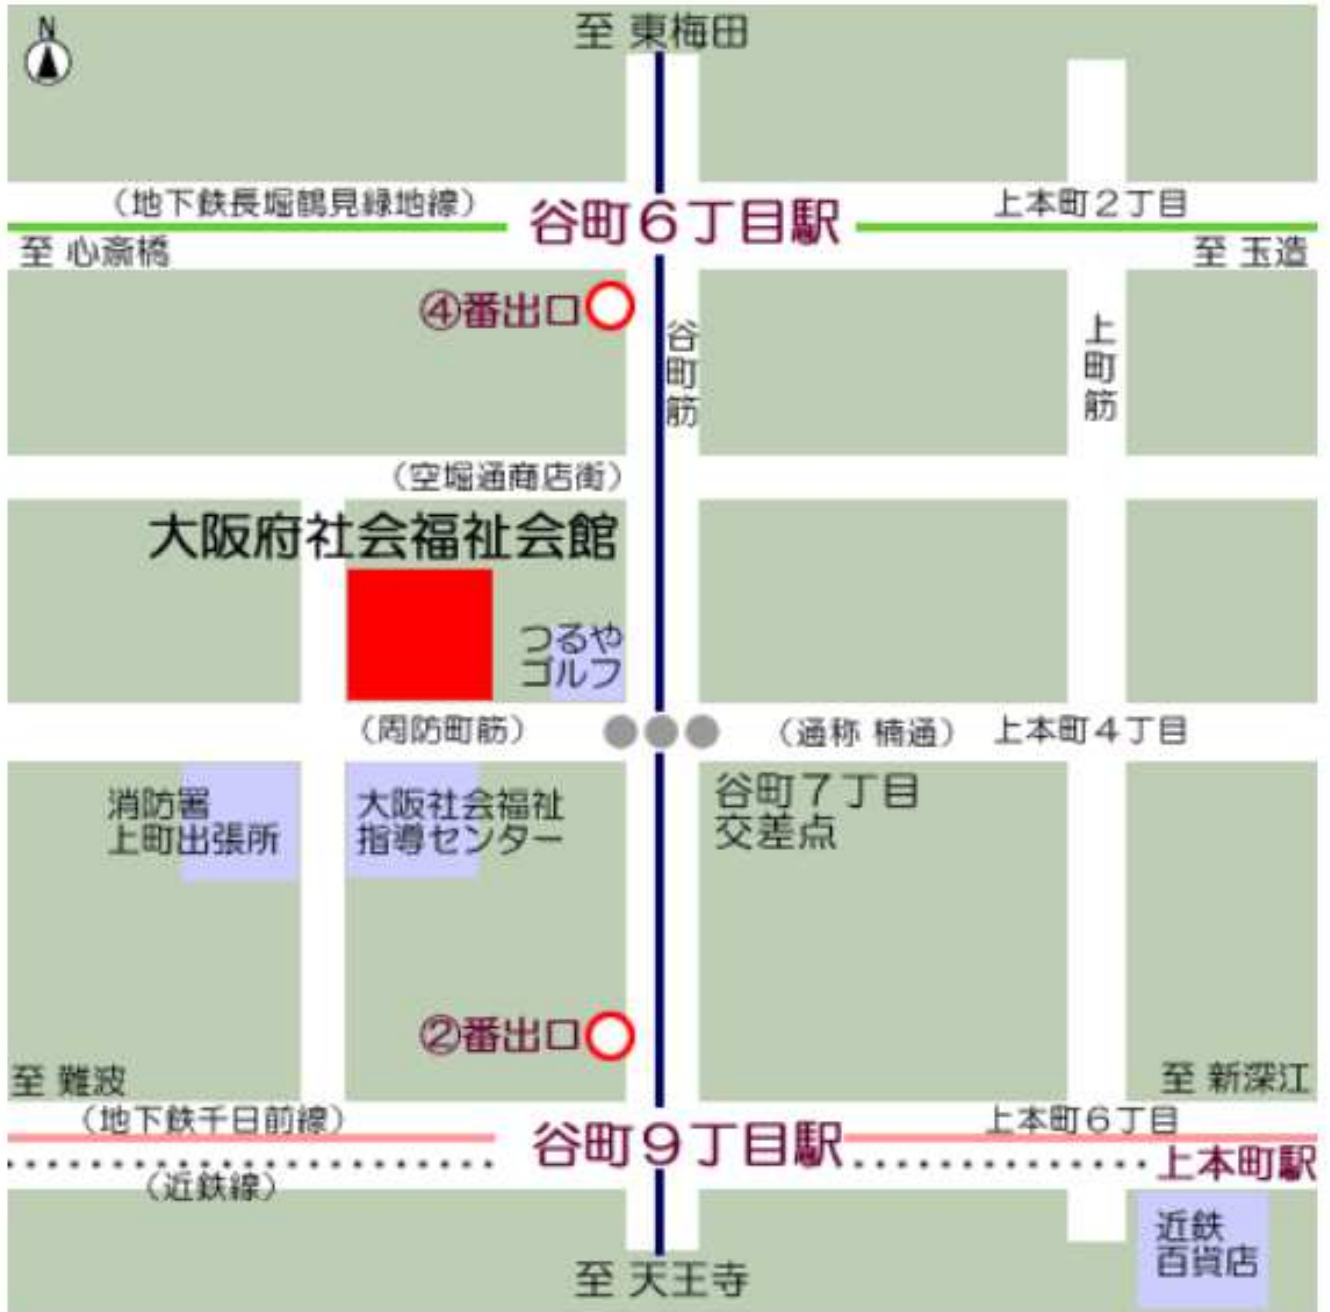 N
至 東梅田
(地下鉄長堀鶴見緑地線)
谷町6丁目駅
上本町2丁目
至 心斎橋
至 玉造
④番出口
谷町筋
上町筋
(空堀通商店街)
大阪府社会福祉会館
つるや
ゴルフ
(周防町筋)
(通称 楠通)
上本町4丁目
消防署
上町出張所
大阪社会福祉
指導センター
谷町7丁目
交差点
②番出口
至 難波
至 新深江
(地下鉄千日前線)
上本町6丁目
谷町9丁目駅
上本町駅
(近鉄線)
近鉄
百貨店
至 天王寺